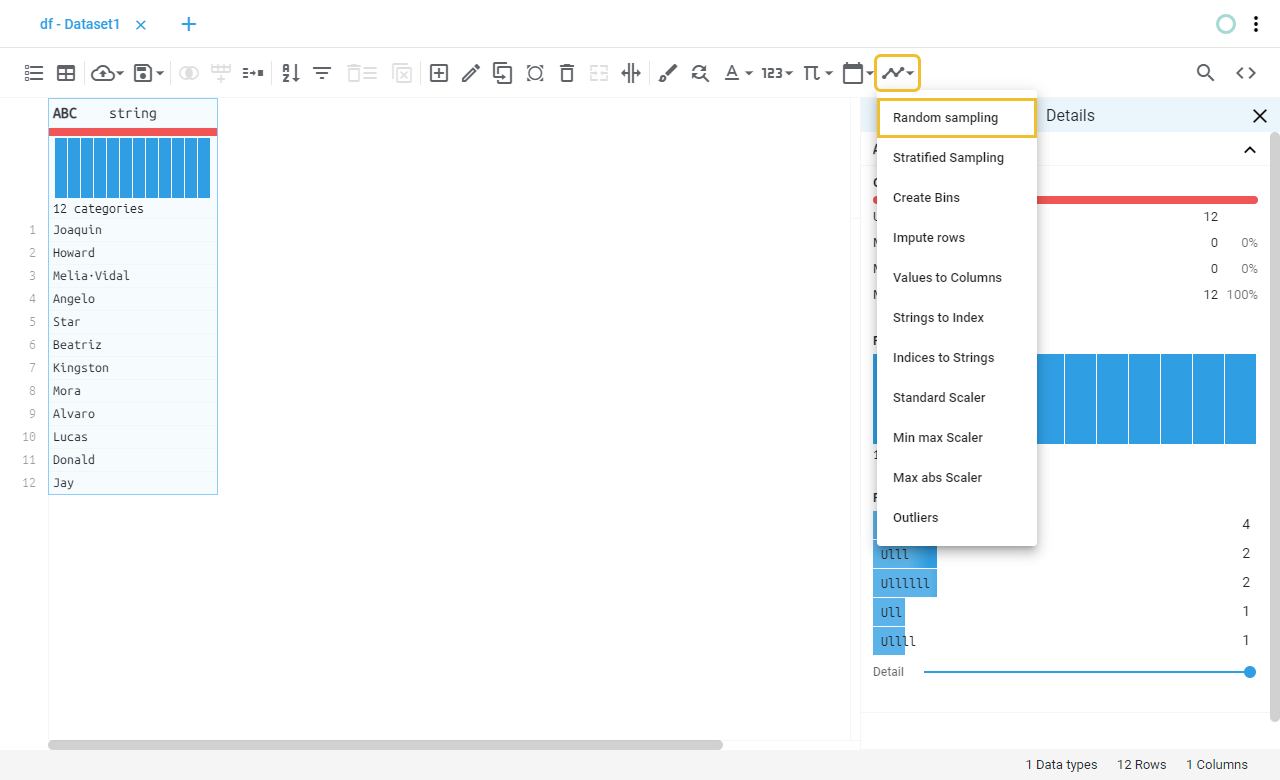 df - Dataset1
123
Details
ABC string
12 categories
1 Joaquin
2 Howard
3 Melia·Vidal
4 Angelo
5 Star
6 Beatriz
7 Kingston
8 Mora
9 Alvaro
10 Lucas
11 Donald
12 Jay
Random sampling
Stratified Sampling
Create Bins
Impute rows
Values to Columns
Strings to Index
Indices to Strings
Standard Scaler
Min max Scaler
Max abs Scaler
Outliers
12
0 0%
0 0%
12 100%
4
Ulll 2
Ullllll 2
Ull 1
Ullll 1
Detail
1 Data types 12 Rows 1 Columns